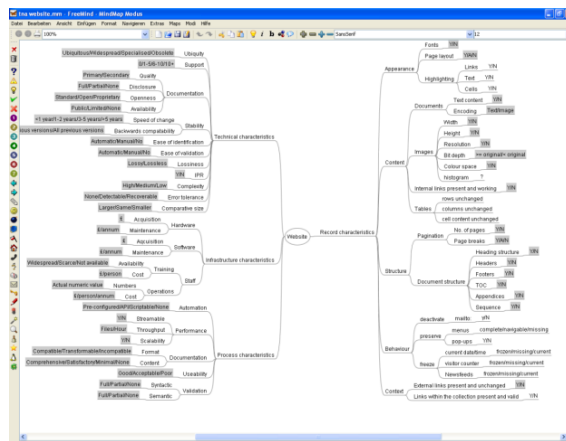 tna website.mm - FreeMind - MindMap Modus
Datei Bearbeiten Ansicht Einfügen Format Navigieren Extras Maps Modi Hilfe
100% SansSerif 12
Ubiquitous/Widespread/Specialised/Obsolete Ubiquity
0/1-5/6-10/11+ Support
Primary/Secondary Quality
Full/Partial/None Disclosure
Documentation
Standard/Open/Proprietary Openness
Public/Limited/None Availability
<1 year/1-2 years/3-5 years/>5 years Speed of change
Stability
ous versions/All previous versions Backwards compatability
Technical characteristics
Automatic/Manual/No Ease of identification
Automatic/Manual/No Ease of validation
Lossy/Lossless Lossiness
Y/N IPR
High/Medium/Low Complexity
None/Detectable/Recoverable Error tolerance
Larger/Same/Smaller Comparative size
£ Acquisition
Hardware
£/annum Maintenance
£ Acquisition
Software
£/annum Maintenance
Infrastructure characteristics
Widespread/Scarce/Not available Availability
Training
£/person Cost
Staff
Actual numeric value Numbers
Operations
£/person/annum Cost
Pre-configured/API/Scriptable/None Automation
Y/N Streamable
Files/Hour Throughput Performance
Y/N Scalability
Process characteristics
Compatible/Transformable/Incompatible Format
Documentation
Comprehensive/Satisfactory/Minimal/None Content
Good/Acceptable/Poor Useability
Full/Partial/None Syntactic
Validation
Full/Partial/None Semantic
Website
Record characteristics
Appearance
Fonts Y/N
Page layout Y/A/N
Highlighting
Links Y/N
Text Y/N
Cells Y/N
Content
Documents
Text content Y/N
Encoding Text/Image
Images
Width Y/N
Height Y/N
Resolution Y/N
Bit depth >= original/< original
Colour space Y/N
histogram ?
Internal links present and working Y/N
Tables
rows unchanged
columns unchanged
cell content unchanged
Structure
Pagination
No. of pages Y/N
Page breaks Y/A/N
Document structure
Heading structure Y/N
Headers Y/N
Footers Y/N
TOC Y/N
Appendices Y/N
Sequence Y/N
Behaviour
deactivate mailto: Y/N
preserve
menus complete/navigable/missing
pop-ups Y/N
freeze
current date/time frozen/missing/current
visitor counter frozen/missing/current
Newsfeeds frozen/missing/current
Context
External links present and unchanged Y/N
Links within the collection present and valid Y/N